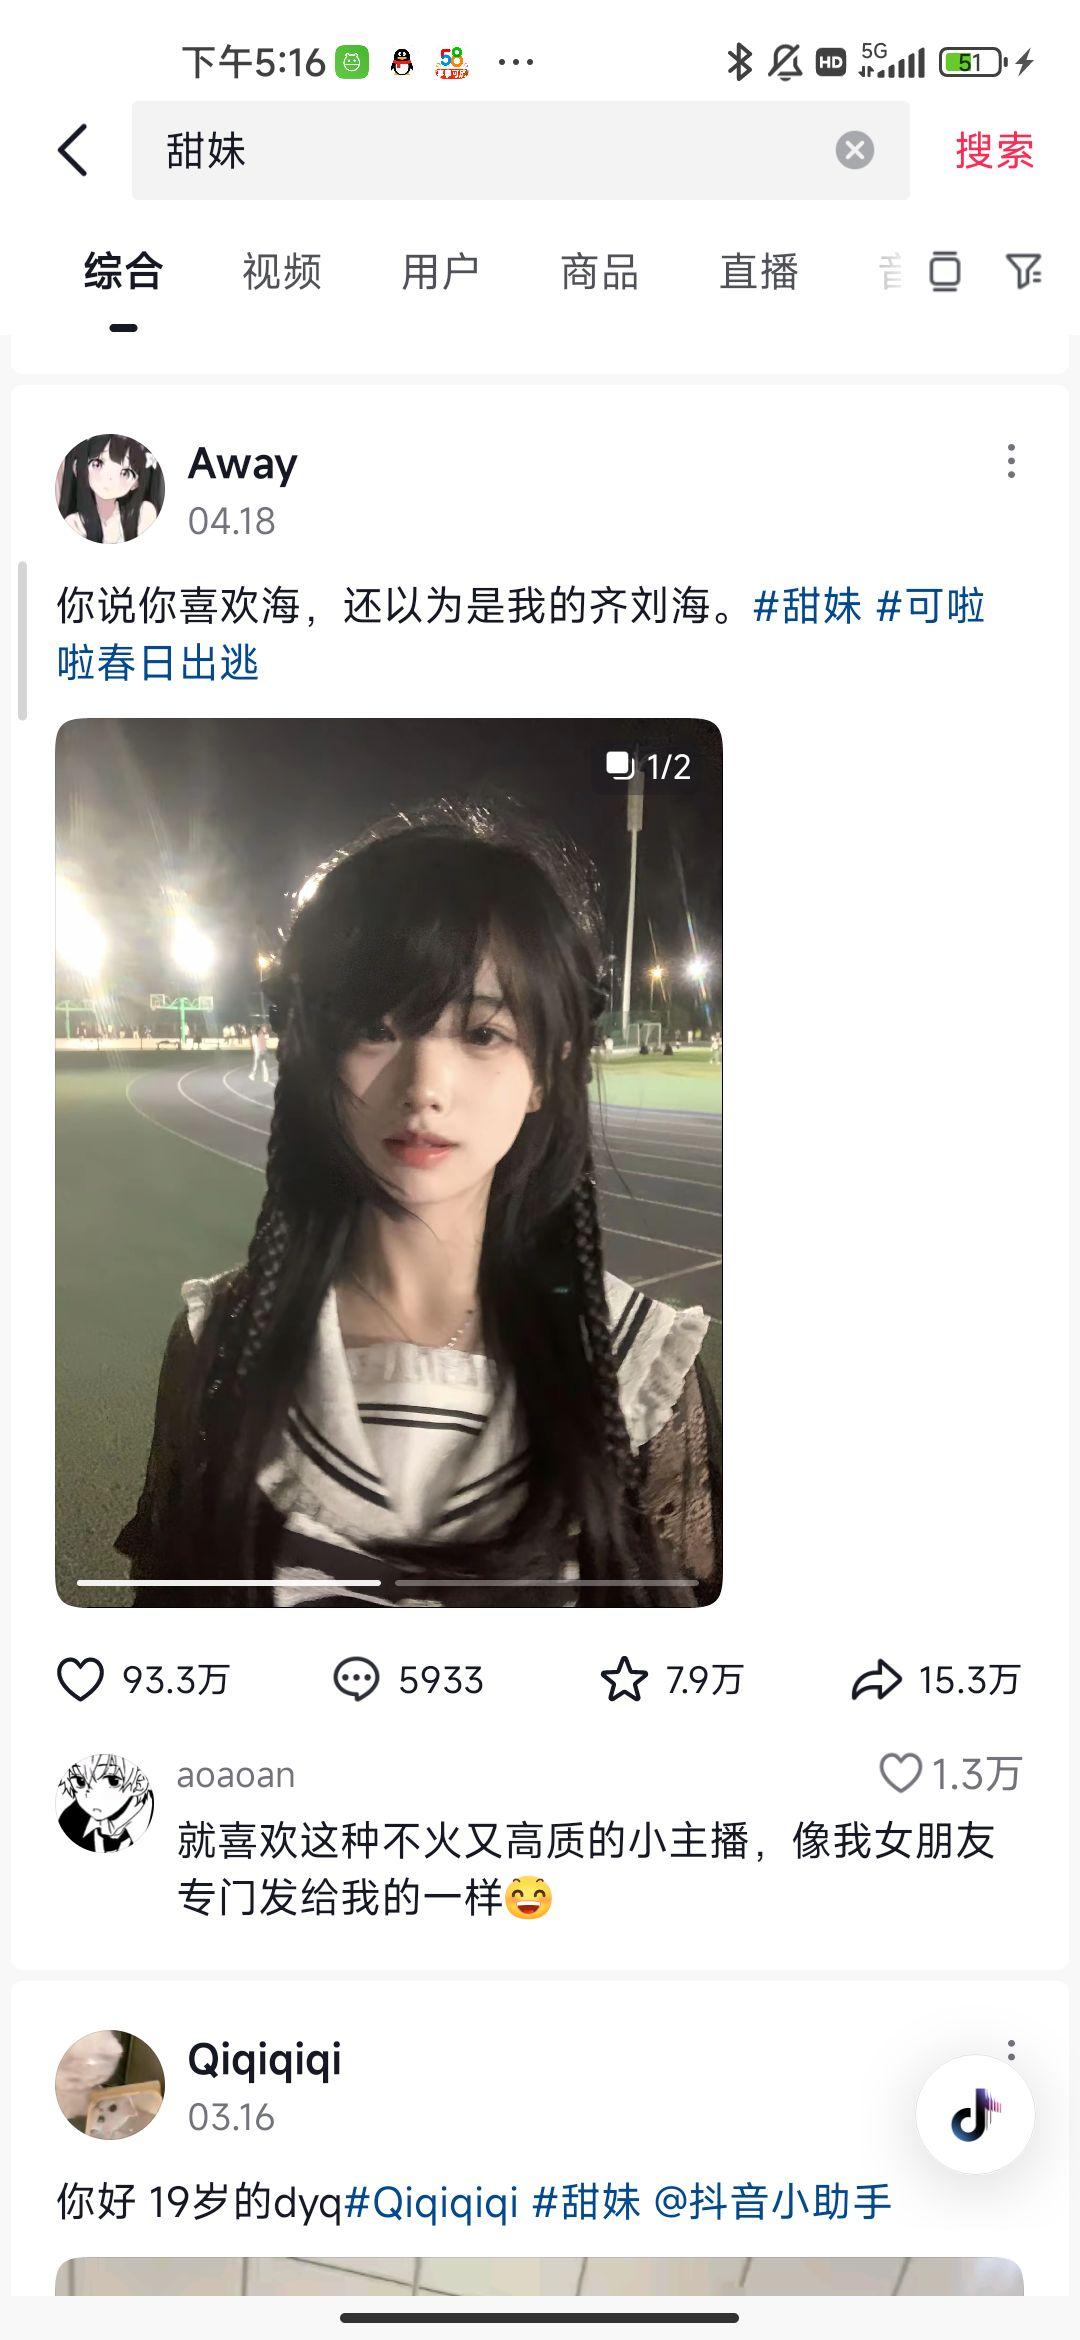 下午5:16
58
HD
5G
51
甜妹
搜索
综合
视频
用户
商品
直播
Away
04.18
你说你喜欢海，还以为是我的齐刘海。#甜妹 #可啦
啦春日出逃
1/2
93.3万
5933
7.9万
15.3万
aoaoan
1.3万
就喜欢这种不火又高质的小主播，像我女朋友
专门发给我的一样😄
Qiqiqiqi
03.16
你好 19岁的dyq#Qiqiqiqi #甜妹 @抖音小助手